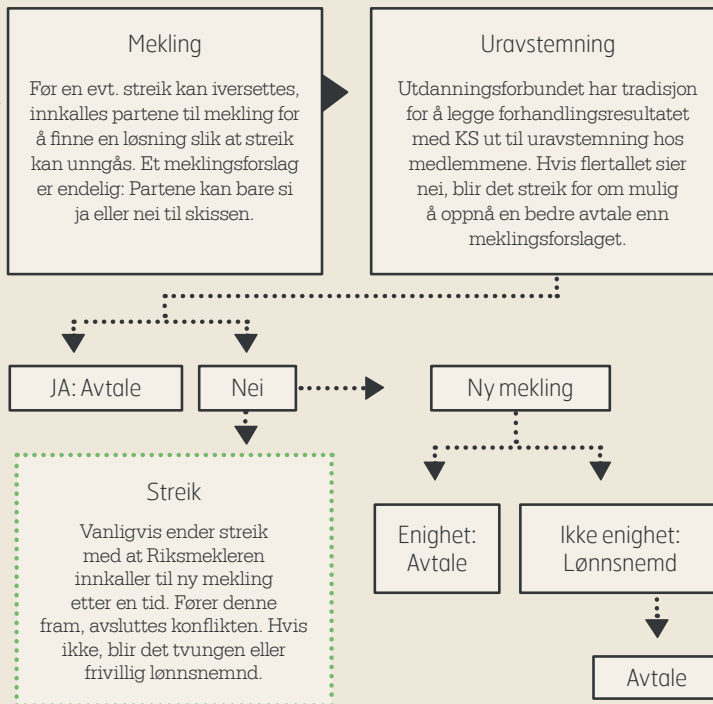 Mekling
Før en evt. streik kan iversettes,
innkalles partene til mekling for
å finne en løsning slik at streik
kan unngås. Et meklingsforslag
er endelig: Partene kan bare si
ja eller nei til skissen.
Uravstemning
Utdanningsforbundet har tradisjon
for å legge forhandlingsresultatet
med KS ut til uravstemning hos
medlemmene. Hvis flertallet sier
nei, blir det streik for om mulig
å oppnå en bedre avtale enn
meklingsforslaget.
JA: Avtale
Nei
Ny mekling
Streik
Vanligvis ender streik
med at Riksmekleren
innkaller til ny mekling
etter en tid. Fører denne
fram, avsluttes konflikten. Hvis
ikke, blir det tvungen eller
frivillig lønnsnemnd.
Enighet:
Avtale
Ikke enighet:
Lønnsnemd
Avtale